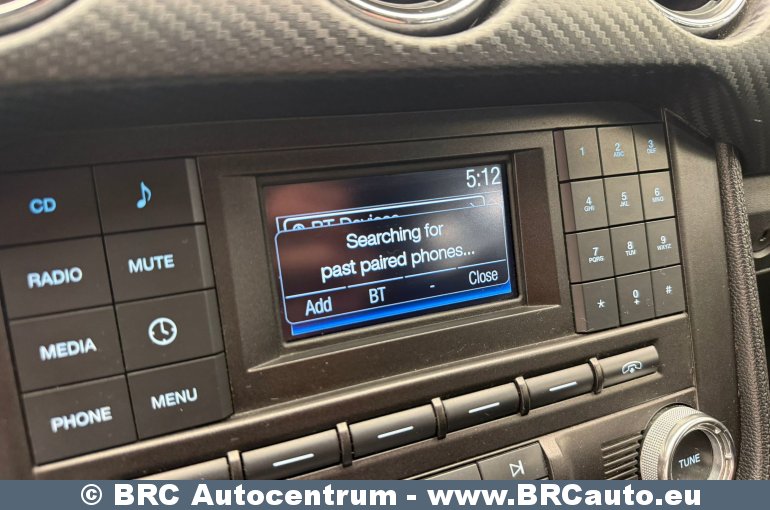 5:12
BT Devices
Searching for
past paired phones...
Add BT - Close
CD
RADIO MUTE
MEDIA
PHONE MENU
1 2 ABC 3 DEF
4 GHI 5 JKL 6 MNO
7 PQRS 8 TUV 9 WXYZ
* 0 + #
TUNE
© BRC Autocentrum - www.BRCauto.eu